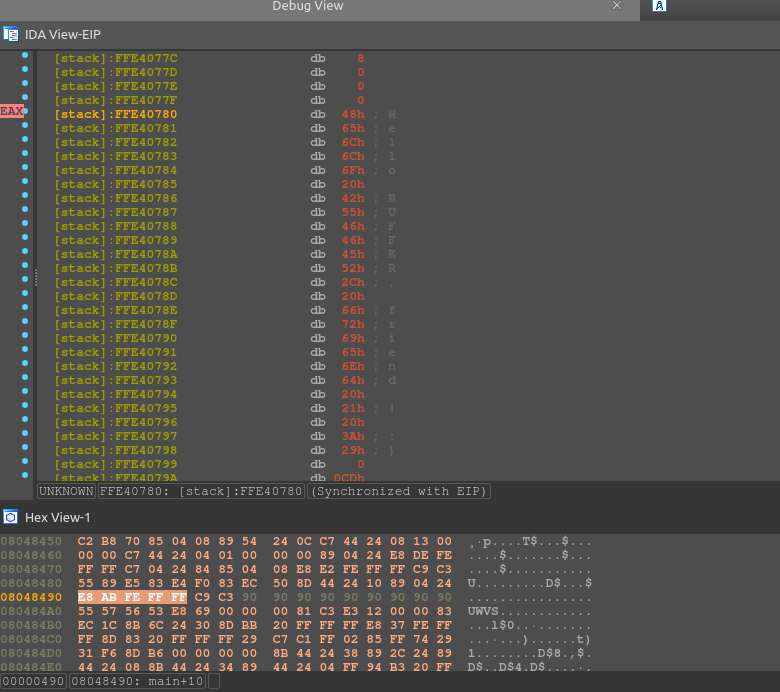 Debug View
× A
IDA View-EIP
[stack]:FFE4077C db 8
[stack]:FFE4077D db 0
[stack]:FFE4077E db 0
[stack]:FFE4077F db 0
EAX [stack]:FFE40780 db 48h ; H
[stack]:FFE40781 db 65h ; e
[stack]:FFE40782 db 6Ch ; l
[stack]:FFE40783 db 6Ch ; l
[stack]:FFE40784 db 6Fh ; o
[stack]:FFE40785 db 20h
[stack]:FFE40786 db 42h ; B
[stack]:FFE40787 db 55h ; U
[stack]:FFE40788 db 46h ; F
[stack]:FFE40789 db 46h ; F
[stack]:FFE4078A db 45h ; E
[stack]:FFE4078B db 52h ; R
[stack]:FFE4078C db 2Ch ; ,
[stack]:FFE4078D db 20h
[stack]:FFE4078E db 66h ; f
[stack]:FFE4078F db 72h ; r
[stack]:FFE40790 db 69h ; i
[stack]:FFE40791 db 65h ; e
[stack]:FFE40792 db 6Eh ; n
[stack]:FFE40793 db 64h ; d
[stack]:FFE40794 db 20h
[stack]:FFE40795 db 21h ; !
[stack]:FFE40796 db 20h
[stack]:FFE40797 db 3Ah ; :
[stack]:FFE40798 db 29h ; )
[stack]:FFE40799 db 0
[stack]:FFE4079A db 0CDh
UNKNOWN FFE40780: [stack]:FFE40780 (Synchronized with EIP)
Hex View-1
08048450 C2 B8 70 85 04 08 89 54 24 0C C7 44 24 08 13 00 ¸·p....T$...$...
08048460 00 00 C7 44 24 04 01 00 00 00 89 04 24 E8 DE FE ....$.......$...
08048470 FF FF C7 04 24 84 85 04 08 E8 E2 FE FF FF C9 C3 ....$...........
08048480 55 89 E5 83 E4 F0 83 EC 50 8D 44 24 10 89 04 24 U.........D$...$
08048490 E8 AB FE FF FF C9 C3 90 90 90 90 90 90 90 90 90 ................
080484A0 55 57 56 53 E8 69 00 00 00 81 C3 E3 12 00 00 83 UWVS............
080484B0 EC 1C 8B 6C 24 30 8D BB 20 FF FF FF E8 37 FE FF ...l$0..........
080484C0 FF 8D 83 20 FF FF FF 29 C7 C1 FF 02 85 FF 74 29 .......)......t)
080484D0 31 F6 8D B6 00 00 00 00 8B 44 24 38 89 2C 24 89 1........D$8.,$.
080484E0 44 24 08 8B 44 24 34 89 44 24 04 FF 94 B3 20 FF D$..D$4.D$....·.
00000490 08048490: main+10